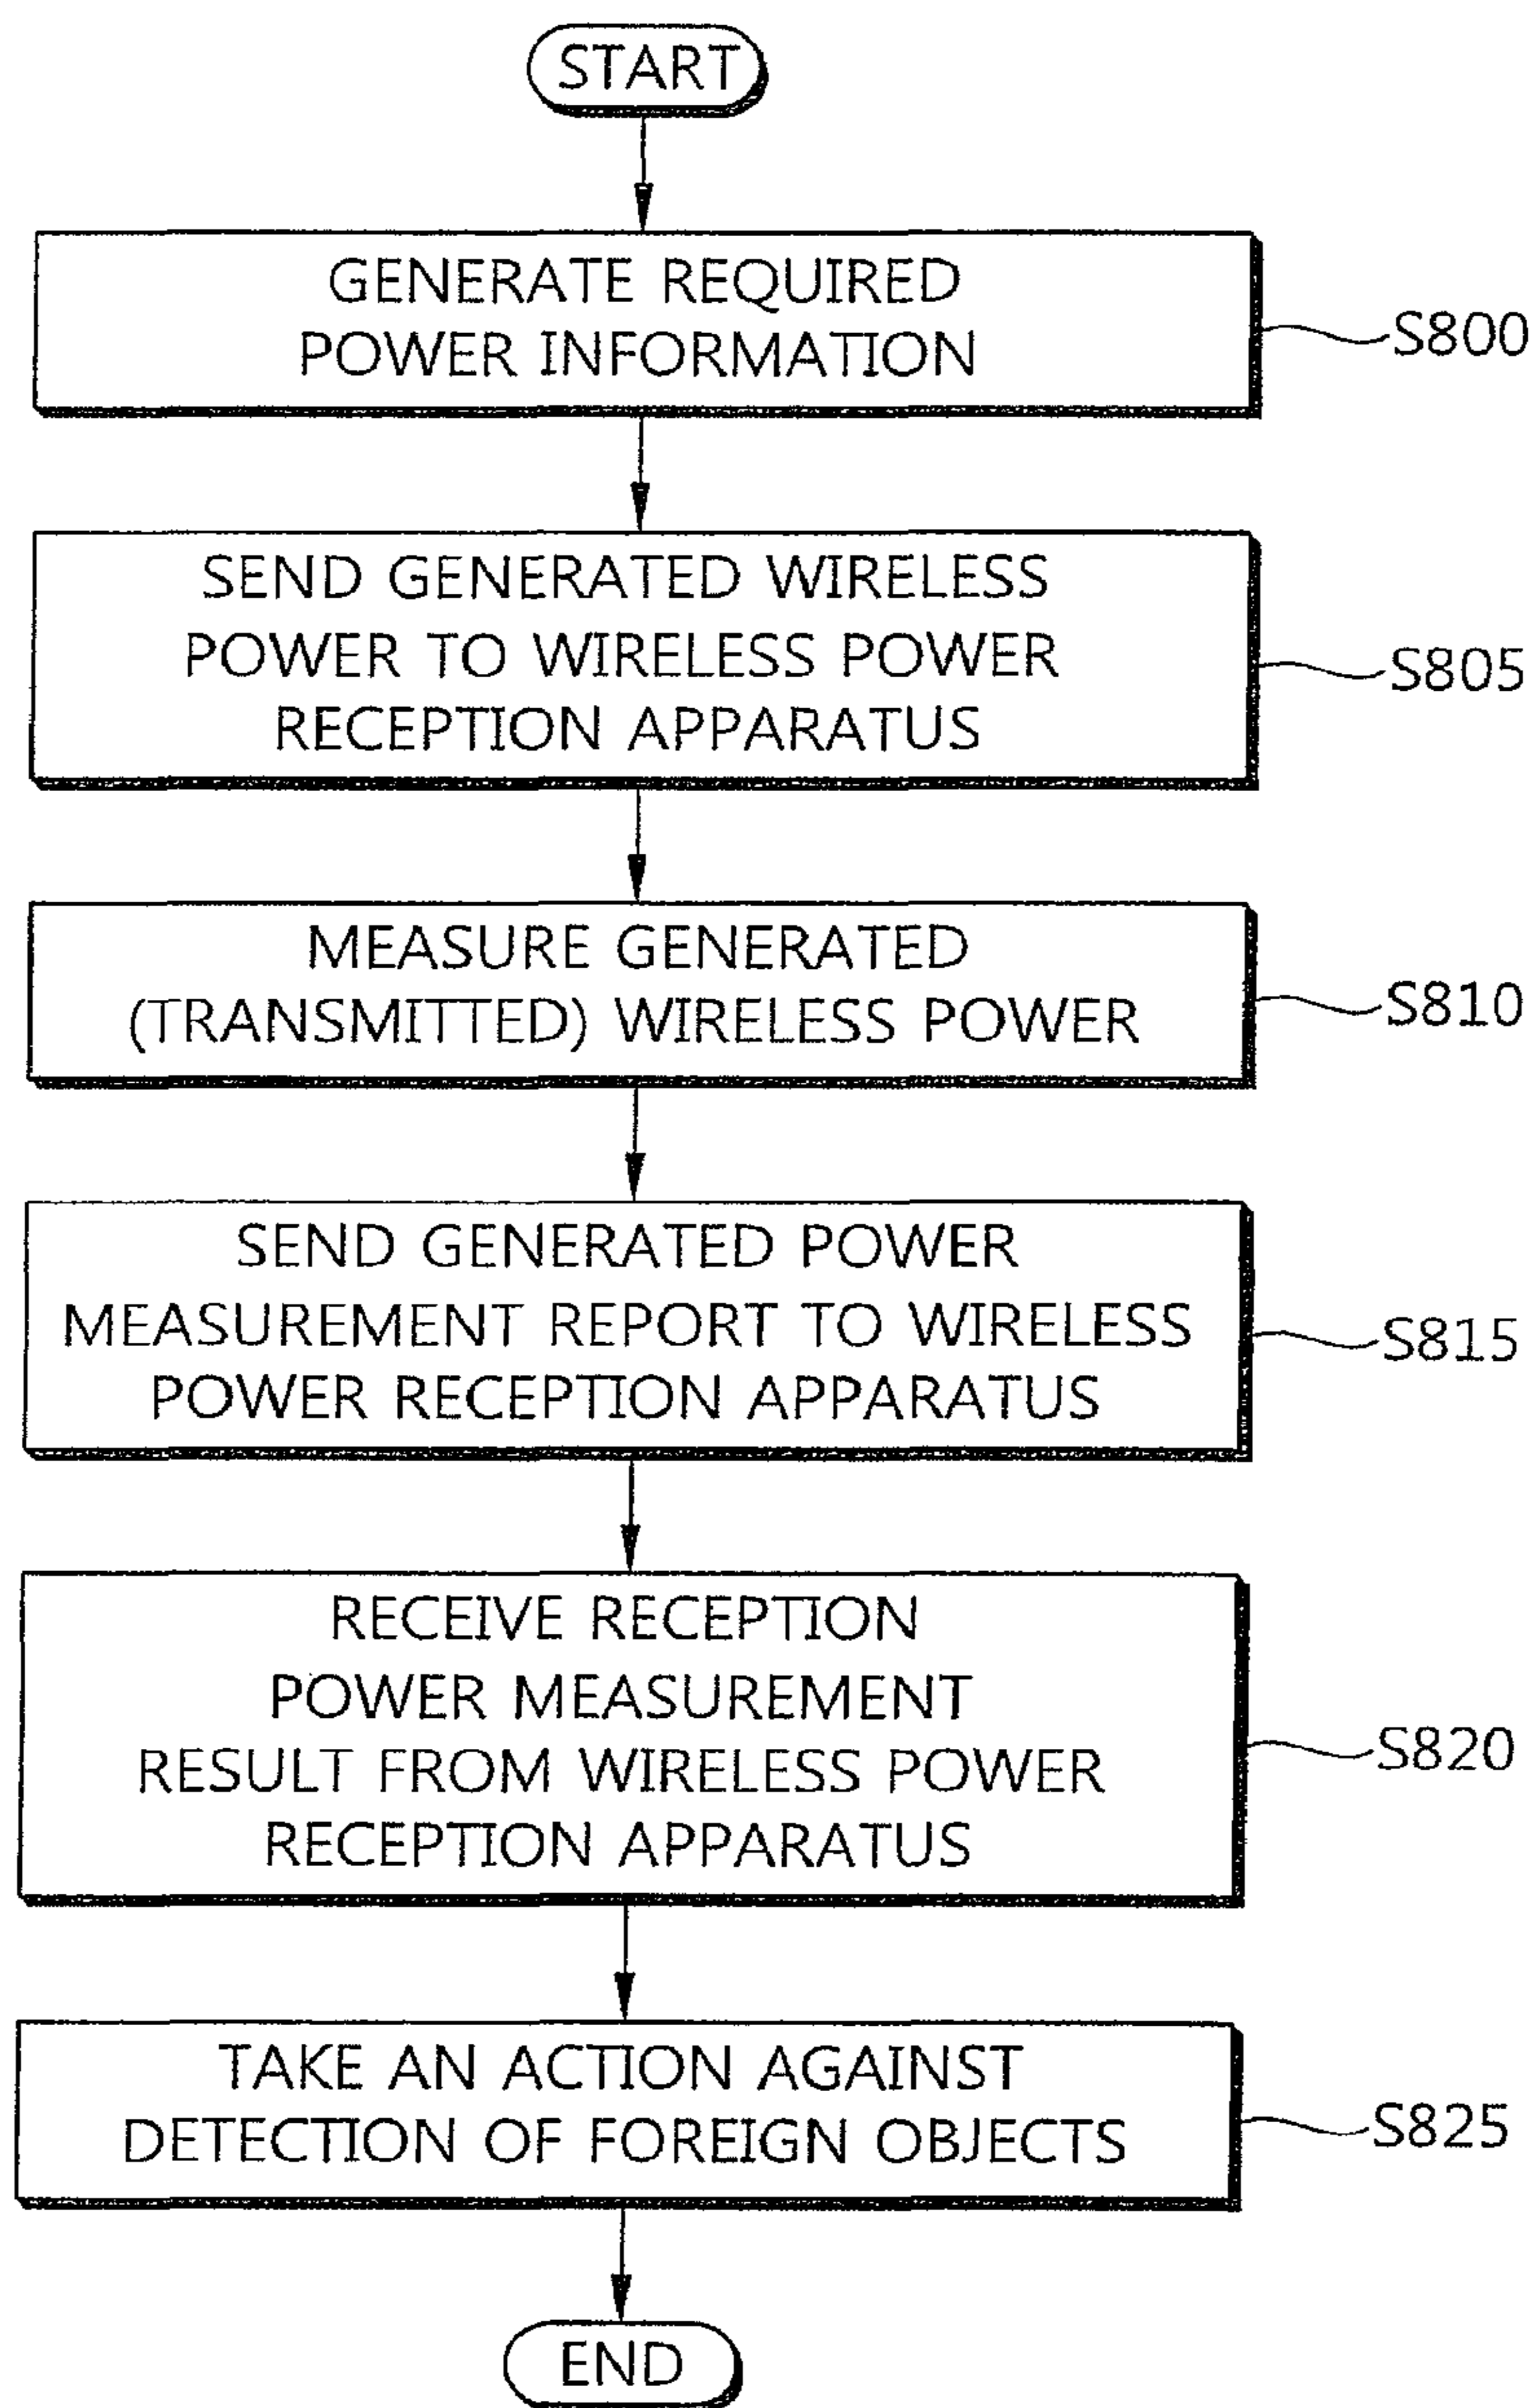 START
GENERATE REQUIRED
POWER INFORMATION
S800
SEND GENERATED WIRELESS
POWER TO WIRELESS POWER
RECEPTION APPARATUS
S805
MEASURE GENERATED
(TRANSMITTED) WIRELESS POWER
S810
SEND GENERATED POWER
MEASUREMENT REPORT TO WIRELESS
POWER RECEPTION APPARATUS
S815
RECEIVE RECEPTION
POWER MEASUREMENT
RESULT FROM WIRELESS POWER
RECEPTION APPARATUS
S820
TAKE AN ACTION AGAINST
DETECTION OF FOREIGN OBJECTS
S825
END